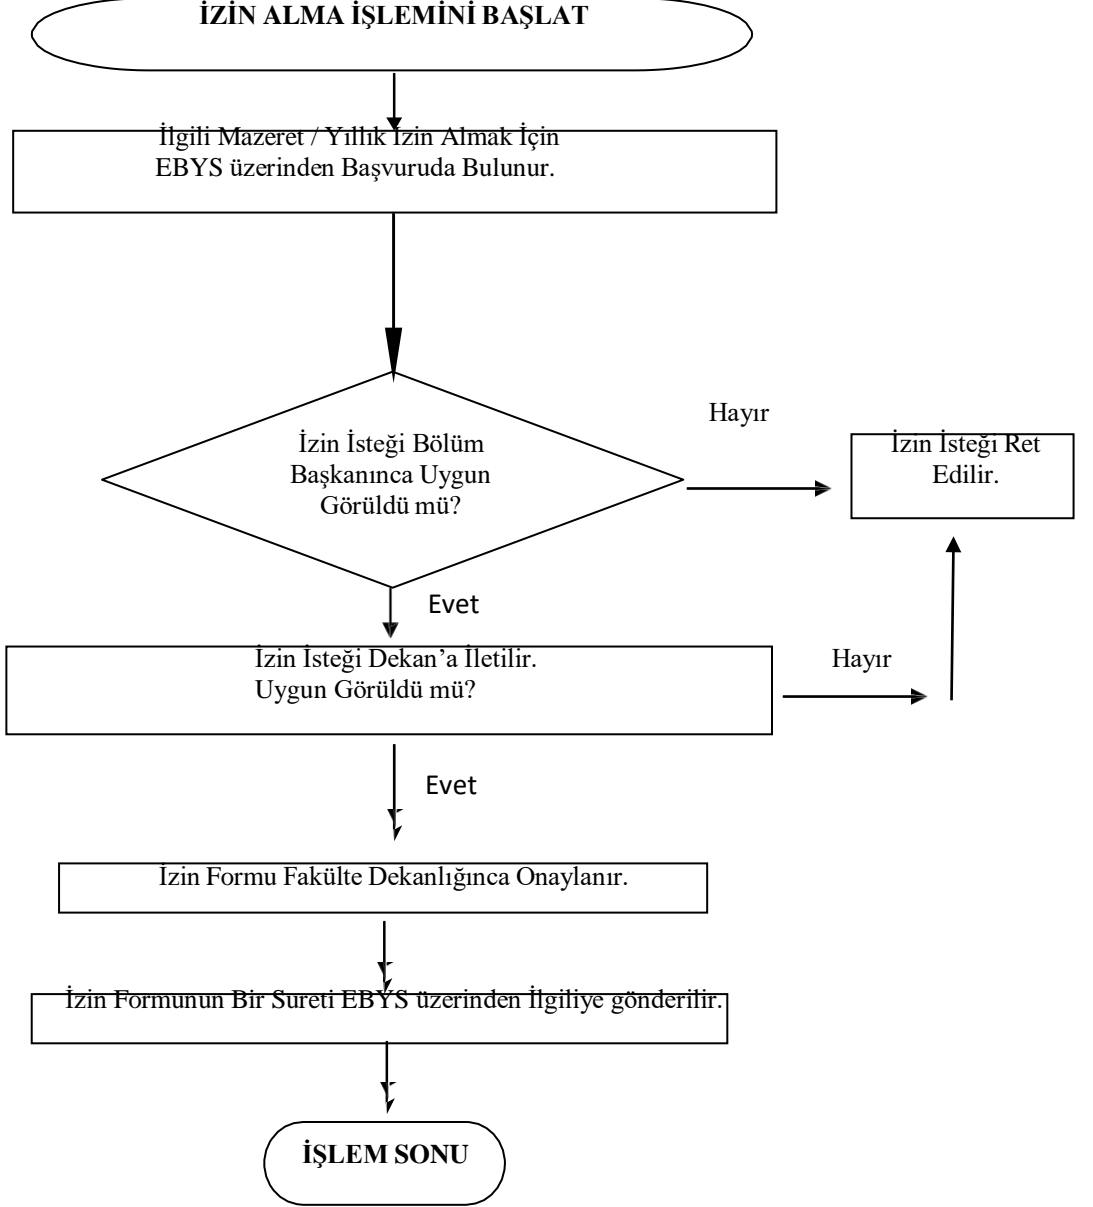 İZİN ALMA İŞLEMİNİ BAŞLAT
İlgili Mazeret / Yıllık İzin Almak İçin
EBYS üzerinden Başvuruda Bulunur.
İzin İsteği Bölüm
Başkanınca Uygun
Görüldü mü?
Hayır
İzin İsteği Ret
Edilir.
Evet
İzin İsteği Dekan’a İletilir.
Uygun Görüldü mü?
Hayır
Evet
İzin Formu Fakülte Dekanlığınca Onaylanır.
İzin Formunun Bir Sureti EBYS üzerinden İlgiliye gönderilir.
İŞLEM SONU